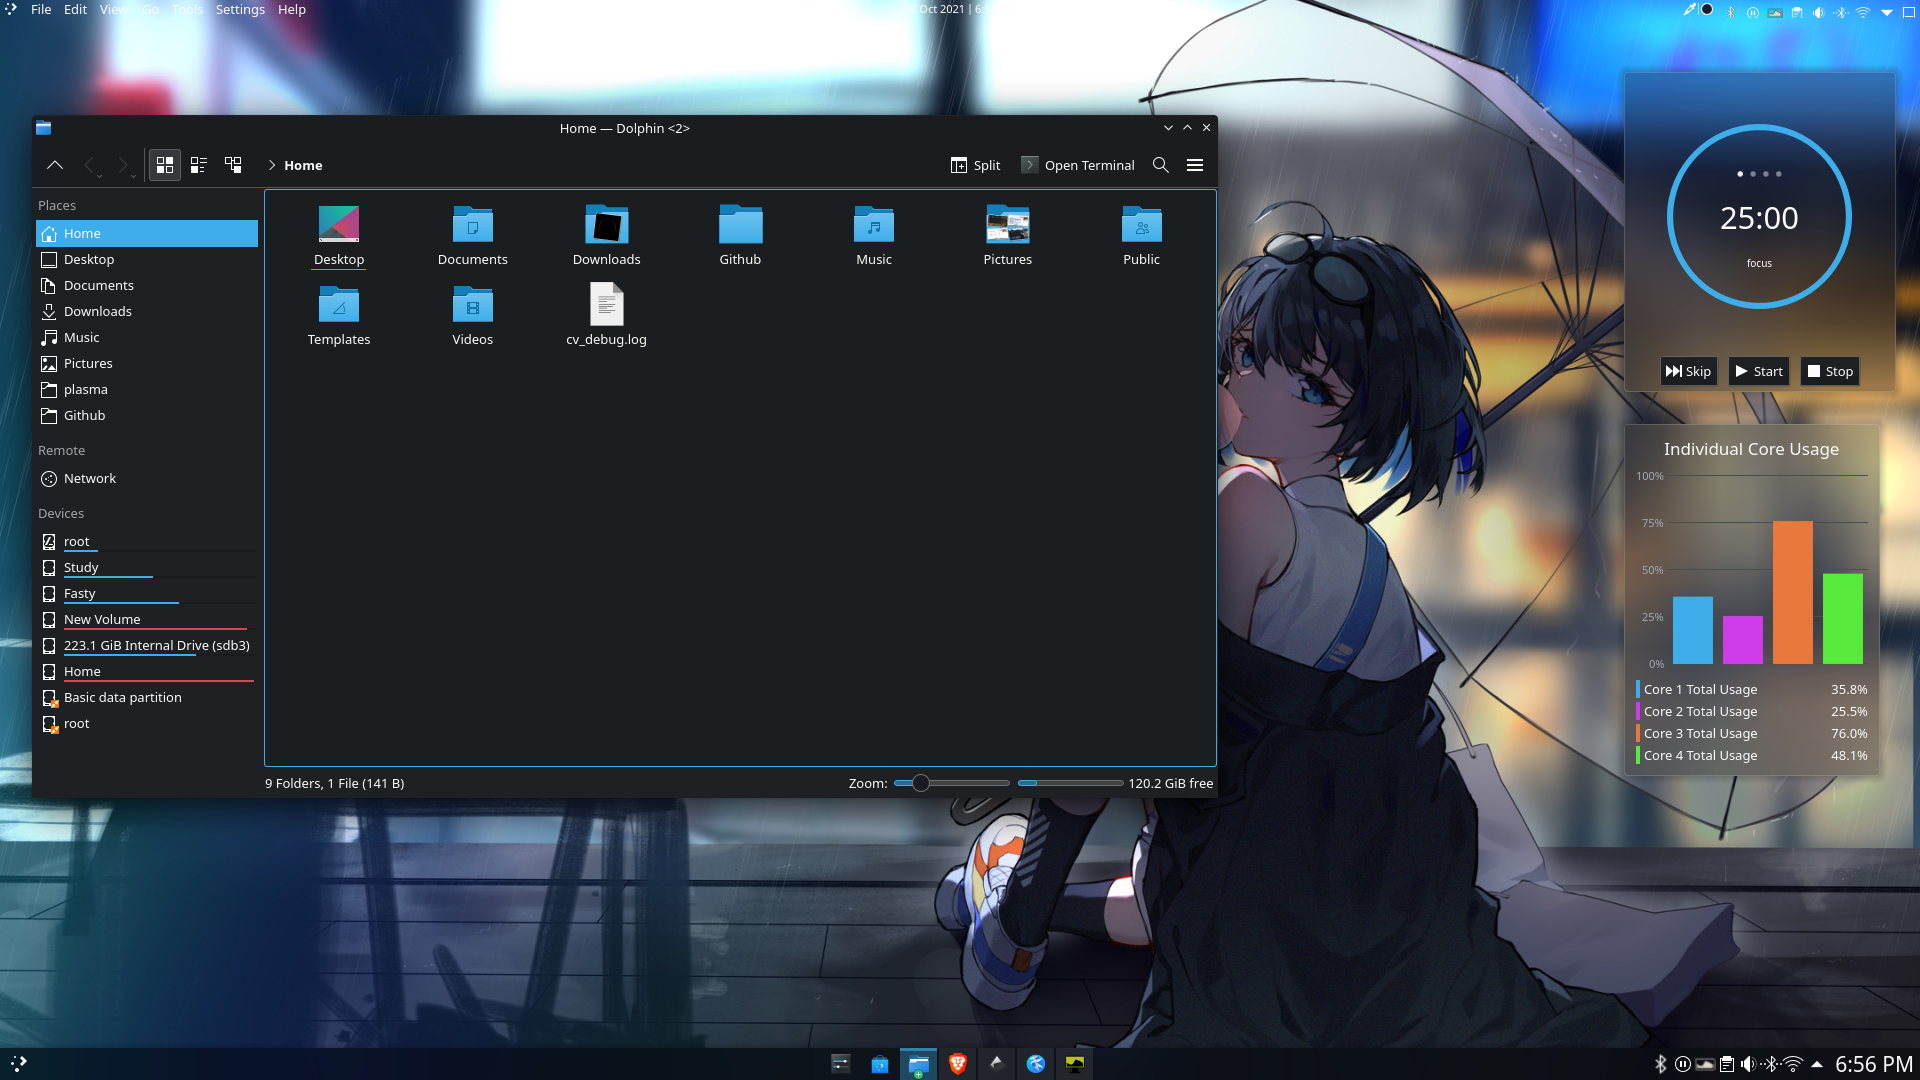 File Edit View Go Tools Settings Help
Oct 2021 | 6:5
Home — Dolphin <2>
Home
Split
Open Terminal
Places
Home
Desktop
Documents
Downloads
Music
Pictures
plasma
Github
Remote
Network
Devices
root
Study
Fasty
New Volume
223.1 GiB Internal Drive (sdb3)
Home
Basic data partition
root
Desktop
Documents
Downloads
Github
Music
Pictures
Public
Templates
Videos
cv_debug.log
9 Folders, 1 File (141 B)
Zoom:
120.2 GiB free
25:00
focus
Skip
Start
Stop
Individual Core Usage
100%
75%
50%
25%
0%
Core 1 Total Usage 35.8%
Core 2 Total Usage 25.5%
Core 3 Total Usage 76.0%
Core 4 Total Usage 48.1%
6:56 PM